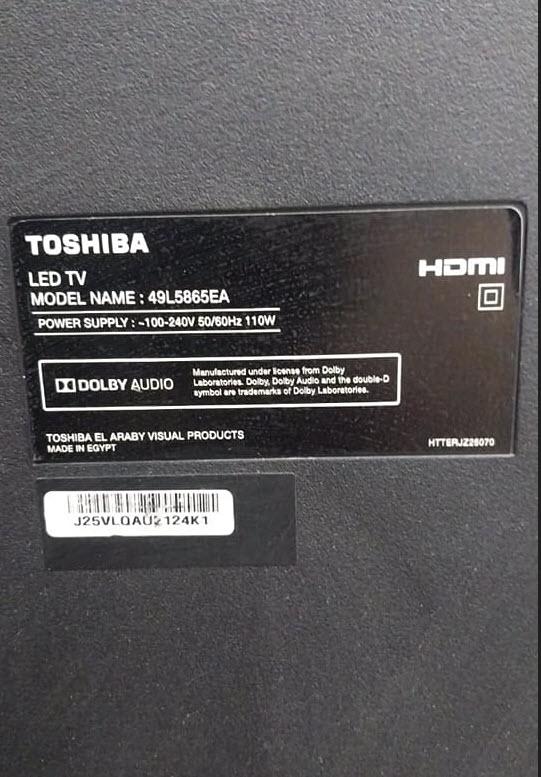 TOSHIBA
HDMI
LED TV
MODEL NAME : 49L5865EA
POWER SUPPLY : ~100-240V 50/60Hz 110W
DOLBY AUDIO
Manufactured under license from Dolby
Laboratories. Dolby, Dolby Audio and the double-D
symbol are trademarks of Dolby Laboratories.
TOSHIBA EL ARABY VISUAL PRODUCTS
MADE IN EGYPT
HTTERJZ26070